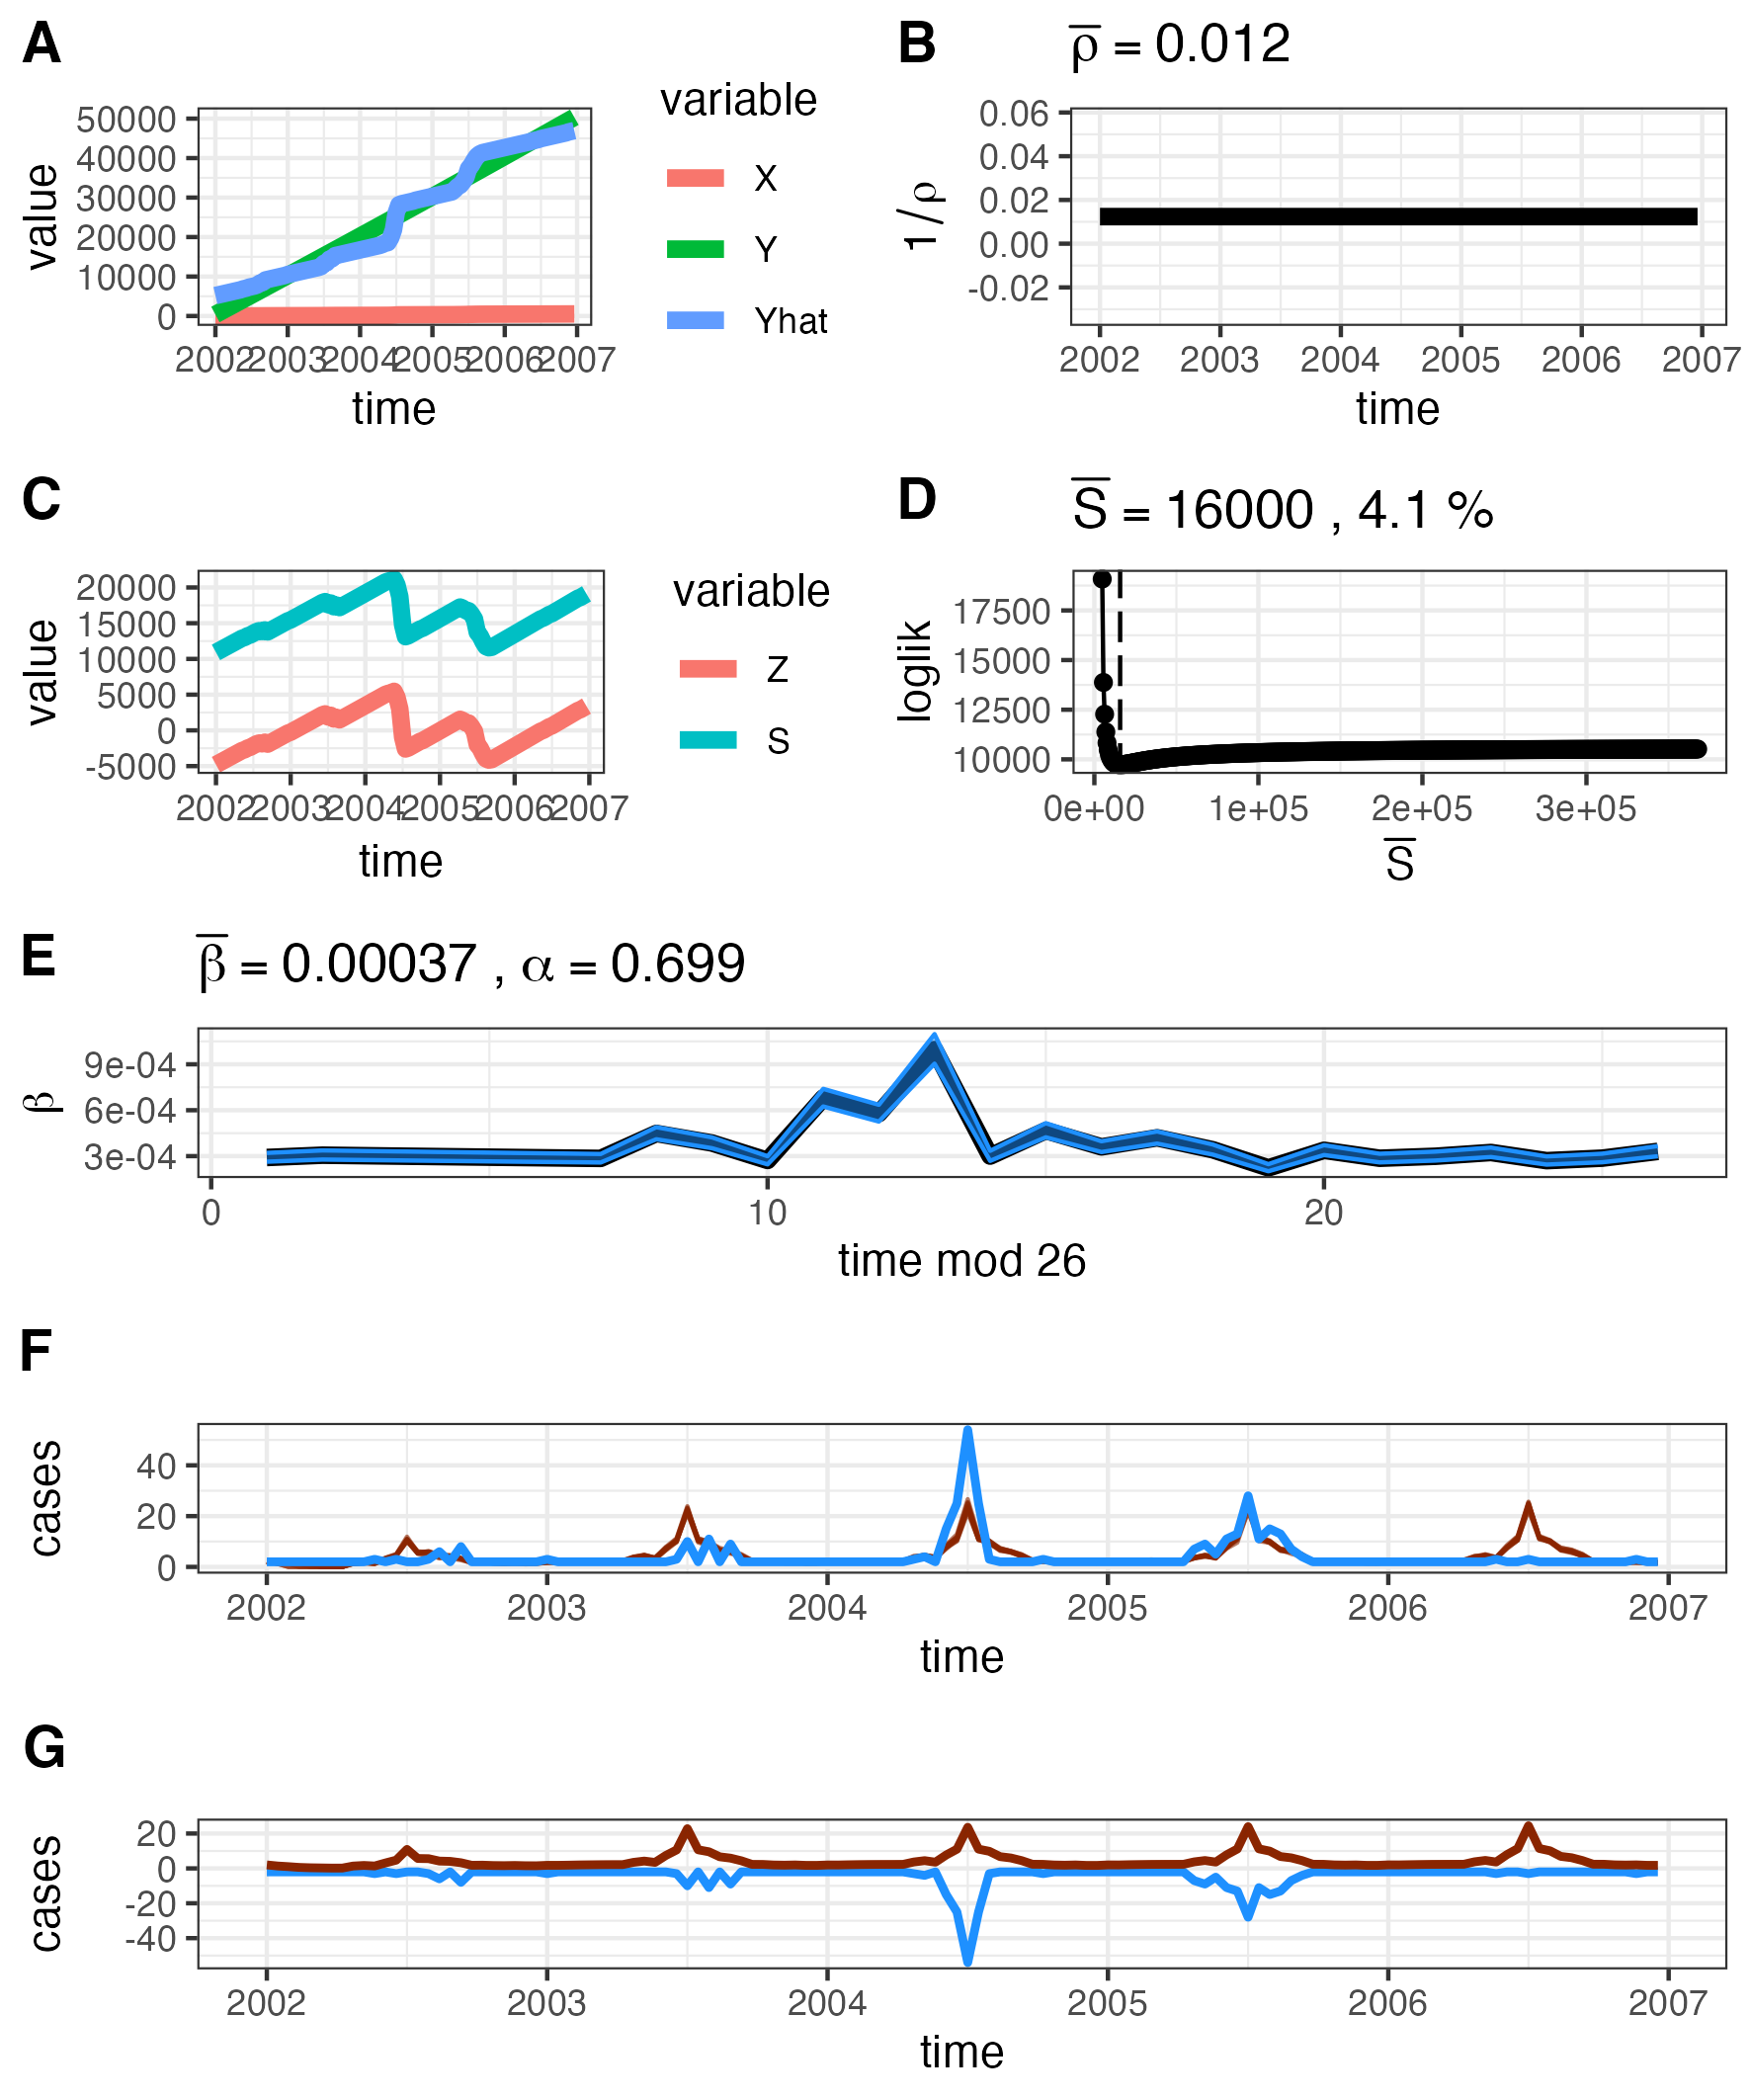 A
value
50000
40000
30000
20000
10000
0
2002 2003 2004 2005 2006 2007
time
variable
X
Y
Yhat
B
ρ̅ = 0.012
1/ρ
0.06
0.04
0.02
0.00
-0.02
2002 2003 2004 2005 2006 2007
time
C
value
20000
15000
10000
5000
0
-5000
2002 2003 2004 2005 2006 2007
time
variable
Z
S
D
S̅ = 16000 , 4.1 %
loglik
17500
15000
12500
10000
0e+00 1e+05 2e+05 3e+05
S̅
E
β̅ = 0.00037 , α = 0.699
β
9e-04
6e-04
3e-04
0 10 20
time mod 26
F
cases
40
20
0
2002 2003 2004 2005 2006 2007
time
G
cases
20
0
-20
-40
2002 2003 2004 2005 2006 2007
time